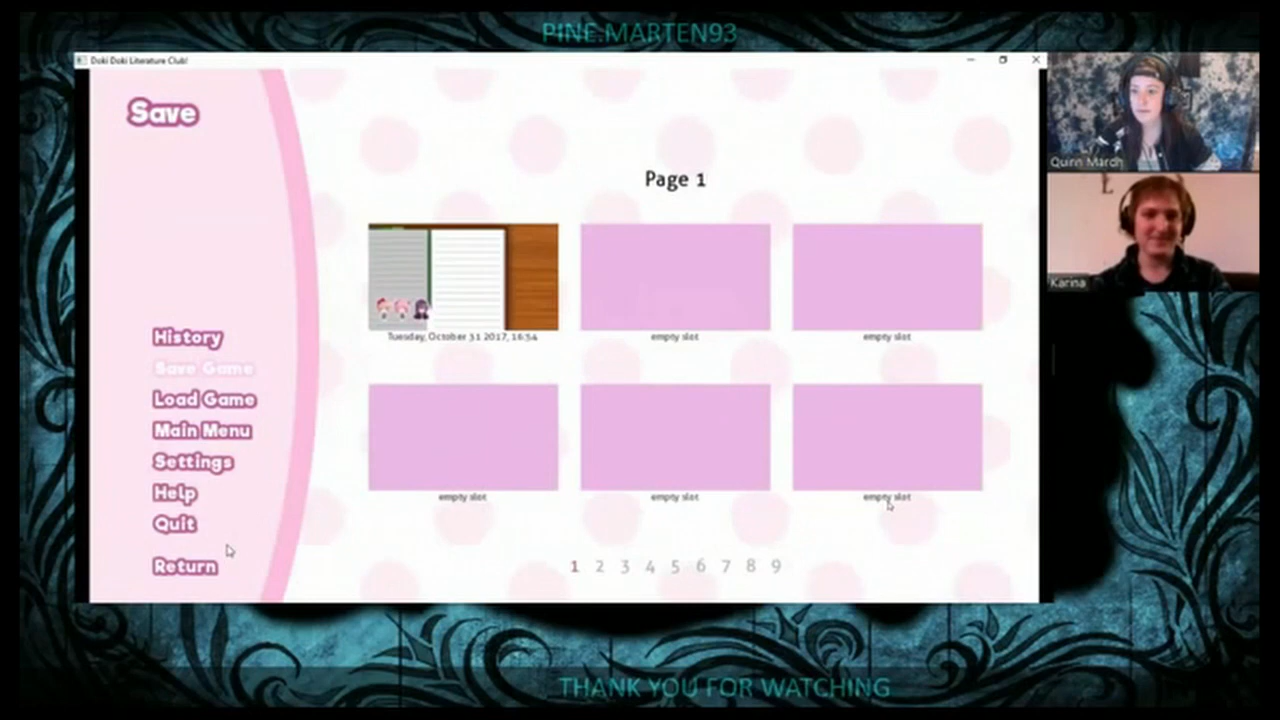 PINE.MARTEN93
Doki Doki Literature Club!
Save
Page 1
Tuesday, October 31 2017, 16:54
empty slot
empty slot
empty slot
empty slot
empty slot
History
Save Game
Load Game
Main Menu
Settings
Help
Quit
Return
1 2 3 4 5 6 7 8 9
Quinn March
Karina
THANK YOU FOR WATCHING